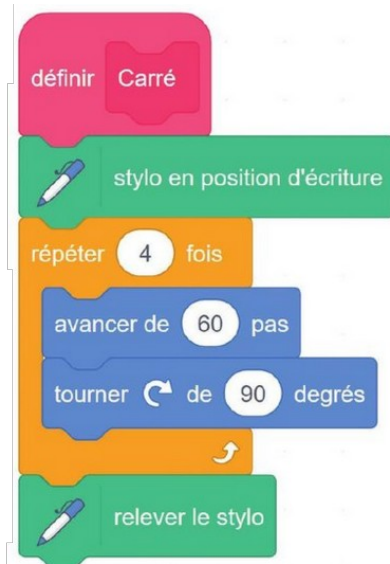 définir Carré
stylo en position d'écriture
répéter 4 fois
avancer de 60 pas
tourner de 90 degrés
relever le stylo